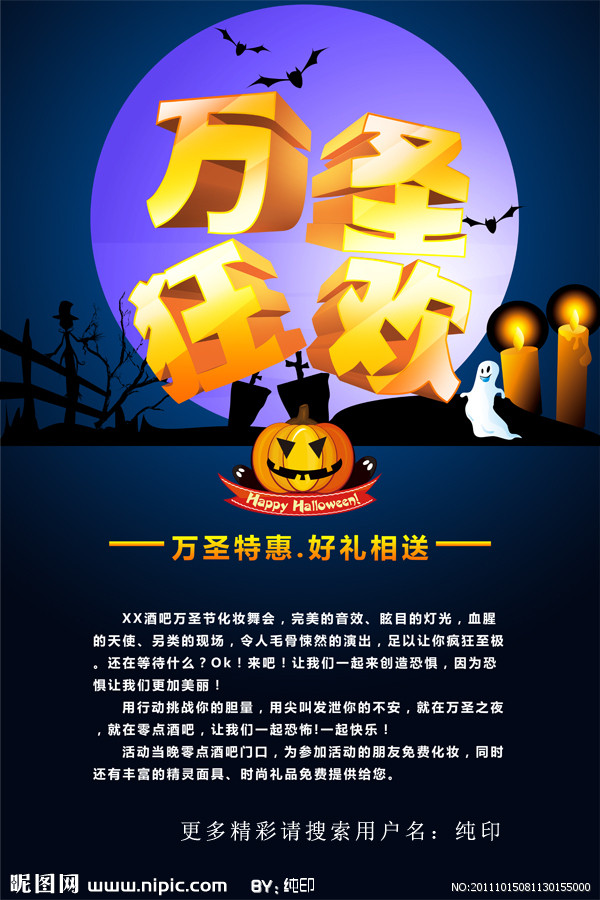 万圣
狂欢
Happy Halloween!
万圣特惠.好礼相送
XX酒吧万圣节化妆舞会，完美的音效、眩目的灯光，血腥
的天使、另类的现场，令人毛骨悚然的演出，足以让你疯狂至极
。还在等待什么？Ok！来吧！让我们一起来创造恐惧，因为恐
惧让我们更加美丽！
用行动挑战你的胆量，用尖叫发泄你的不安，就在万圣之夜
，就在零点酒吧，让我们一起恐怖!一起快乐！
活动当晚零点酒吧门口，为参加活动的朋友免费化妆，同时
还有丰富的精灵面具、时尚礼品免费提供给您。
更多精彩请搜索用户名：纯印
昵图网 www.nipic.com BY：纯印 NO:20111015081130155000